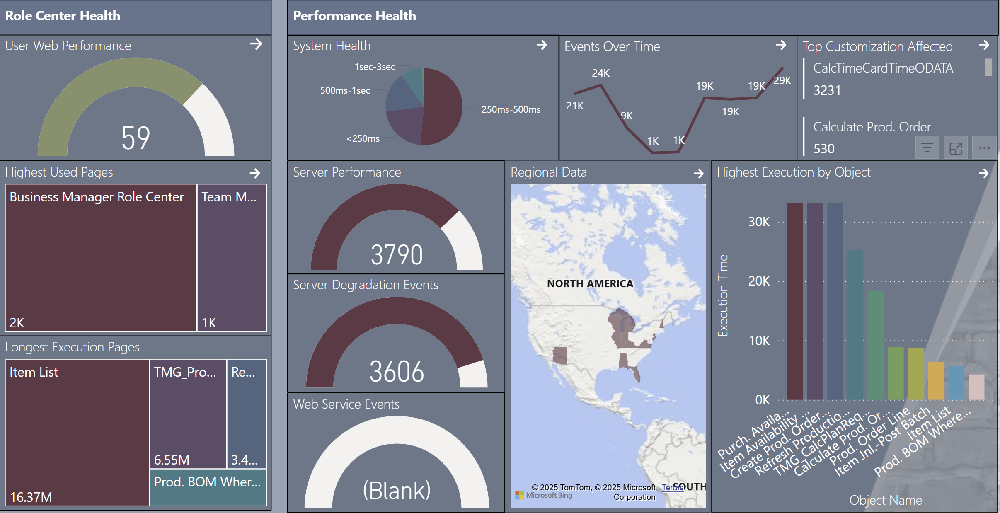 Role Center Health
User Web Performance
59
Highest Used Pages
Business Manager Role Center
2K
Team M...
1K
Longest Execution Pages
Item List
16.37M
TMG_Pro...
6.55M
Re...
3.4...
Prod. BOM Wher...
Performance Health
System Health
1sec-3sec
500ms-1sec
<250ms
250ms-500ms
Events Over Time
21K
24K
9K
1K
1K
19K
19K
19K
29K
Top Customization Affected
CalcTimeCardTimeODATA
3231
Calculate Prod. Order
530
Server Performance
3790
Server Degradation Events
3606
Web Service Events
(Blank)
Regional Data
NORTH AMERICA
SOUTH
© 2025 TomTom, © 2025 Microsoft Corporation
Terms
Microsoft Bing
Highest Execution by Object
Execution Time
30K
20K
10K
0K
Purch. Availa...
Item Availability ...
Create Prod. Order...
Refresh Productio...
TMG CalcPlanReq...
Calculate Prod. Or...
Prod. Order Line
Item Jnl.-Post Batch
Item List
Prod. BOM Where...
Object Name